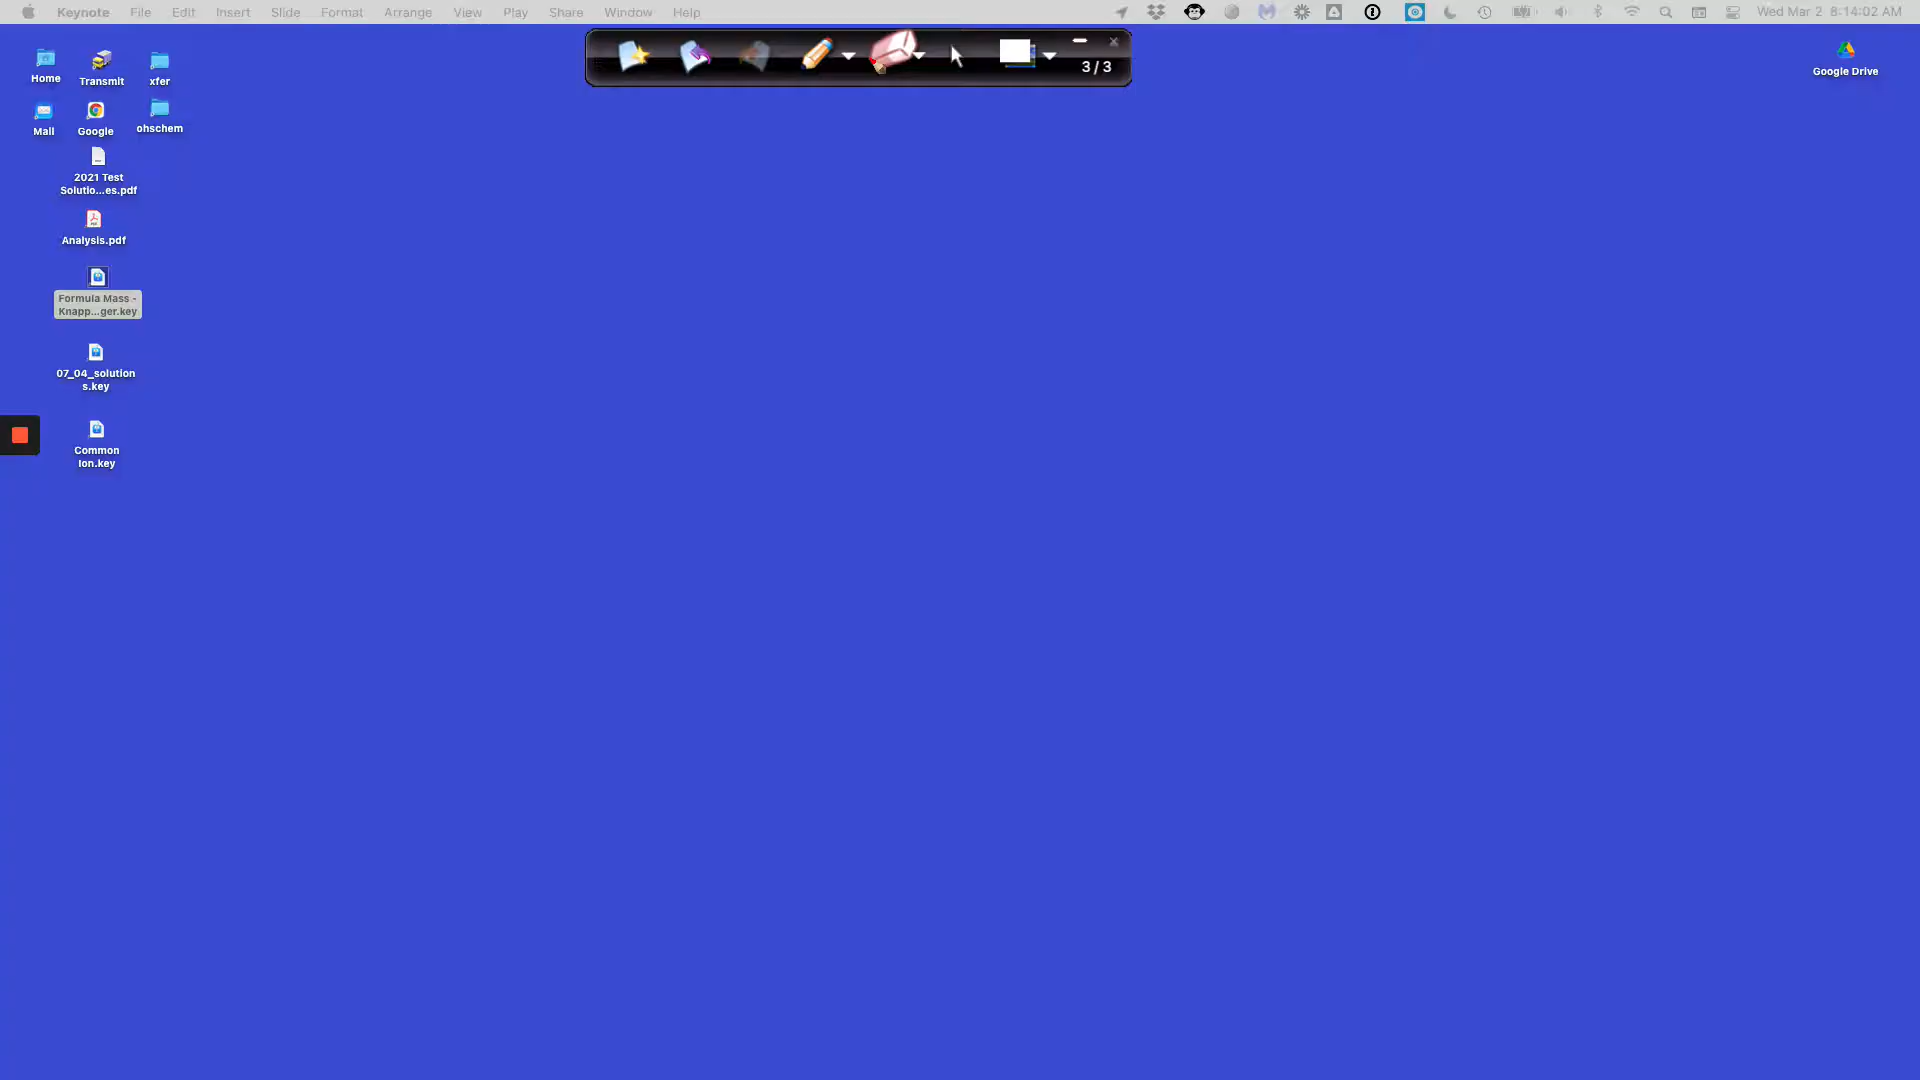 Keynote File Edit Insert Slide Format Arrange View Play Share Window Help Wed Mar 2 8:14:02 AM
3 / 3
Home
Transmit
xfer
Google Drive
Mail
Google
ohschem
2021 Test
Solutio...es.pdf
Analysis.pdf
Formula Mass -
Knapp...ger.key
07_04_solution
s.key
Common
Ion.key